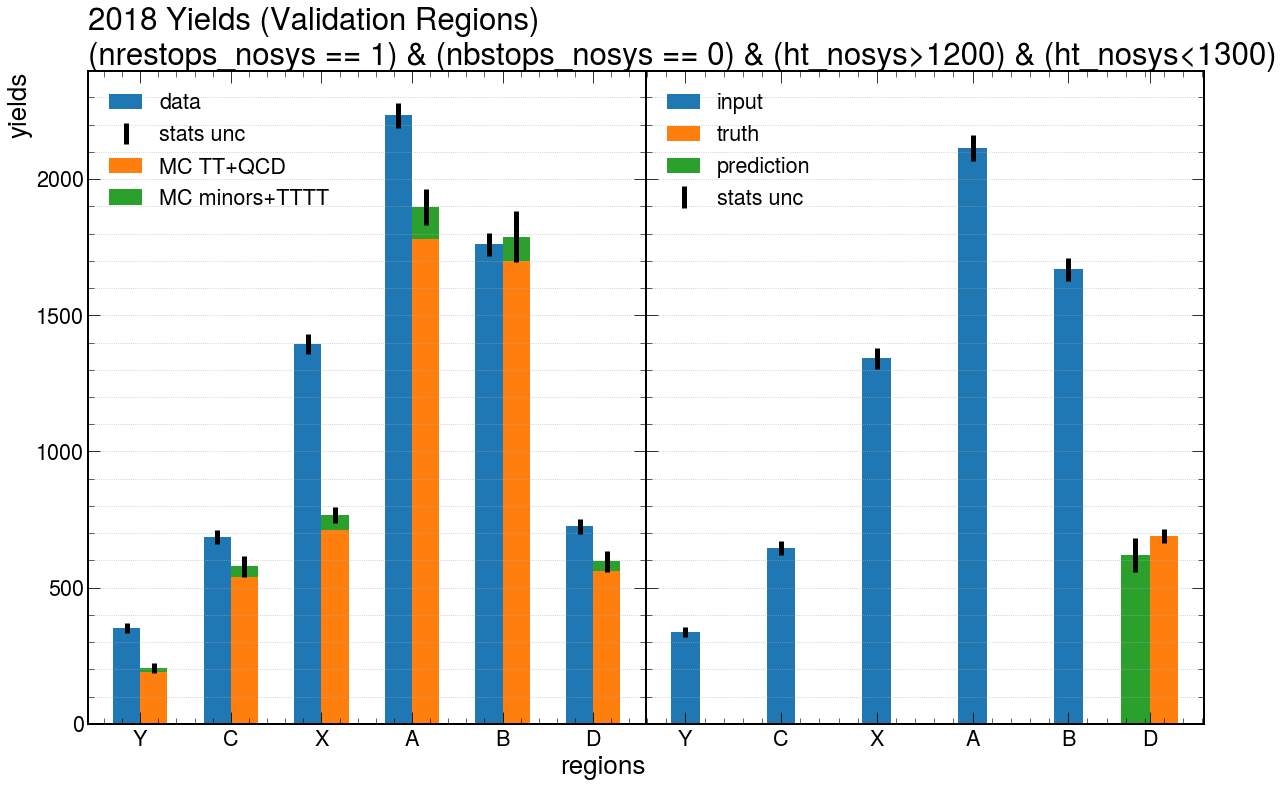 2018 Yields (Validation Regions)
(nrestops_nosys == 1) & (nbstops_nosys == 0) & (ht_nosys>1200) & (ht_nosys<1300)
yields
data
stats unc
MC TT+QCD
MC minors+TTTT
input
truth
prediction
stats unc
2000
1500
1000
500
0
Y C X A B D
Y C X A B D
regions